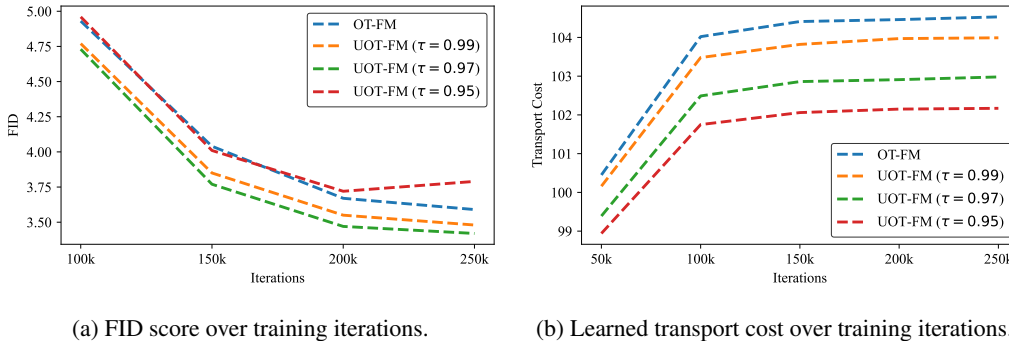 5.00
4.75
4.50
4.25
4.00
3.75
3.50
FID
100k 150k 200k 250k
Iterations
OT-FM
UOT-FM (τ = 0.99)
UOT-FM (τ = 0.97)
UOT-FM (τ = 0.95)
(a) FID score over training iterations.
104
103
102
101
100
99
Transport Cost
50k 100k 150k 200k 250k
Iterations
OT-FM
UOT-FM (τ = 0.99)
UOT-FM (τ = 0.97)
UOT-FM (τ = 0.95)
(b) Learned transport cost over training iterations.